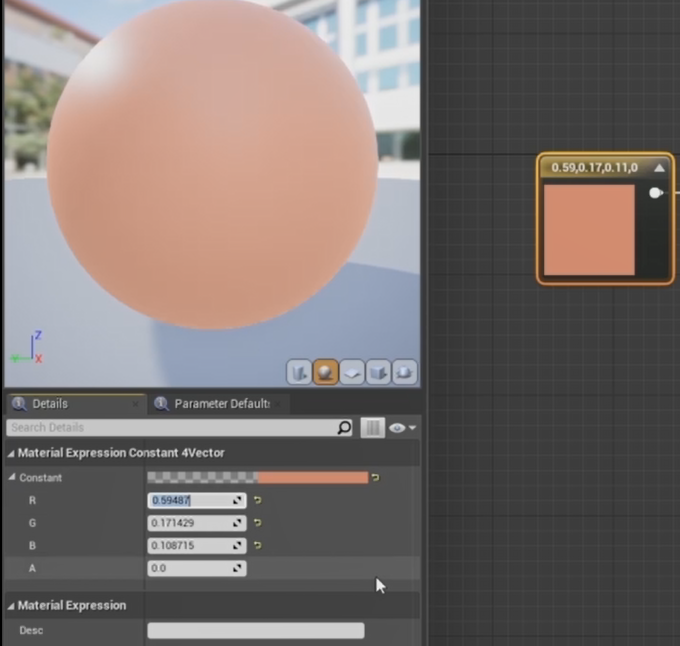 0.59,0.17,0.11,0
Z
Y
X
Details
Parameter Default
Search Details
Material Expression Constant 4Vector
Constant
R
0.59487
G
0.171429
B
0.108715
A
0.0
Material Expression
Desc